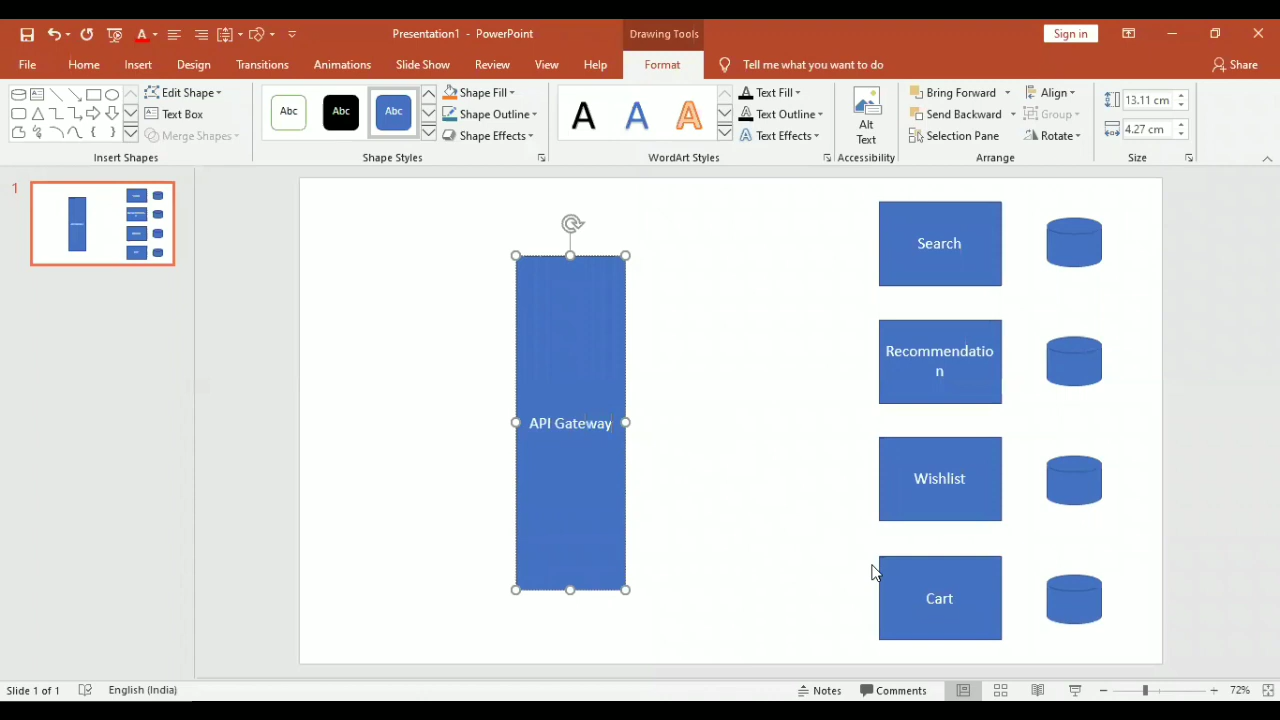 Presentation1 - PowerPoint
Drawing Tools
Sign in
File Home Insert Design Transitions Animations Slide Show Review View Help Format Tell me what you want to do Share
Edit Shape
Text Box
Merge Shapes
Insert Shapes
Abc Abc Abc
Shape Fill
Shape Outline
Shape Effects
Shape Styles
A A A
Text Fill
Text Outline
Text Effects
WordArt Styles
Alt
Text
Accessibility
Bring Forward
Send Backward
Selection Pane
Align
Group
Rotate
Arrange
13.11 cm
4.27 cm
Size
1
API Gateway
Search
Recommendatio
n
Wishlist
Cart
Slide 1 of 1 English (India) Notes Comments 72%